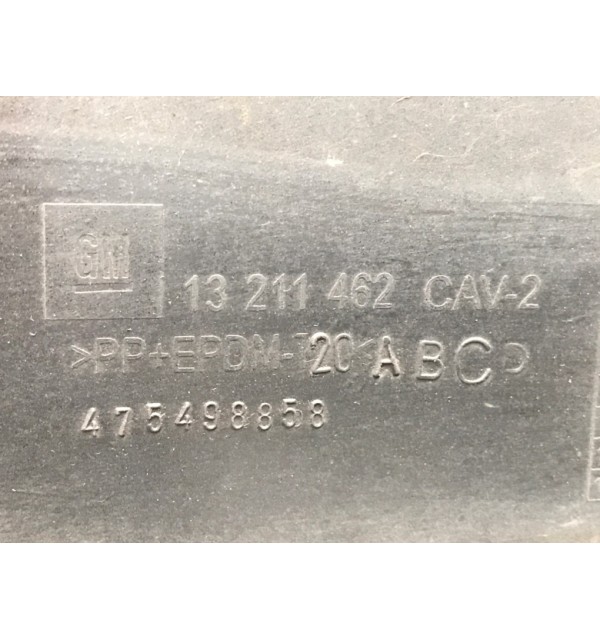 GM
13 211 462 CAV-2
>PP+EPDM-T20< A B C D
475498858